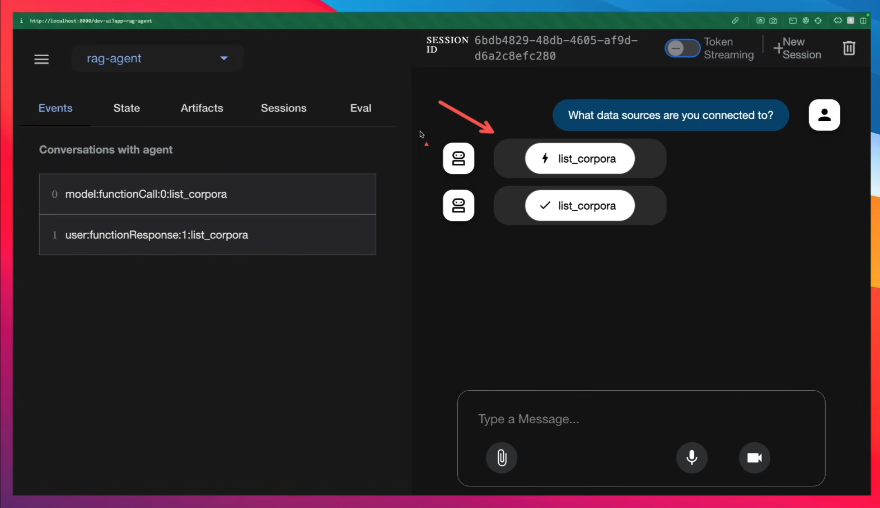 i http://localhost:8000/dev-ui?app=rag-agent
rag-agent
SESSION ID 6bdb4829-48db-4605-af9d-d6a2c8efc280
Token Streaming
New Session
Events State Artifacts Sessions Eval
Conversations with agent
0 model:functionCall:0:list_corpora
1 user:functionResponse:1:list_corpora
What data sources are you connected to?
list_corpora
list_corpora
Type a Message...